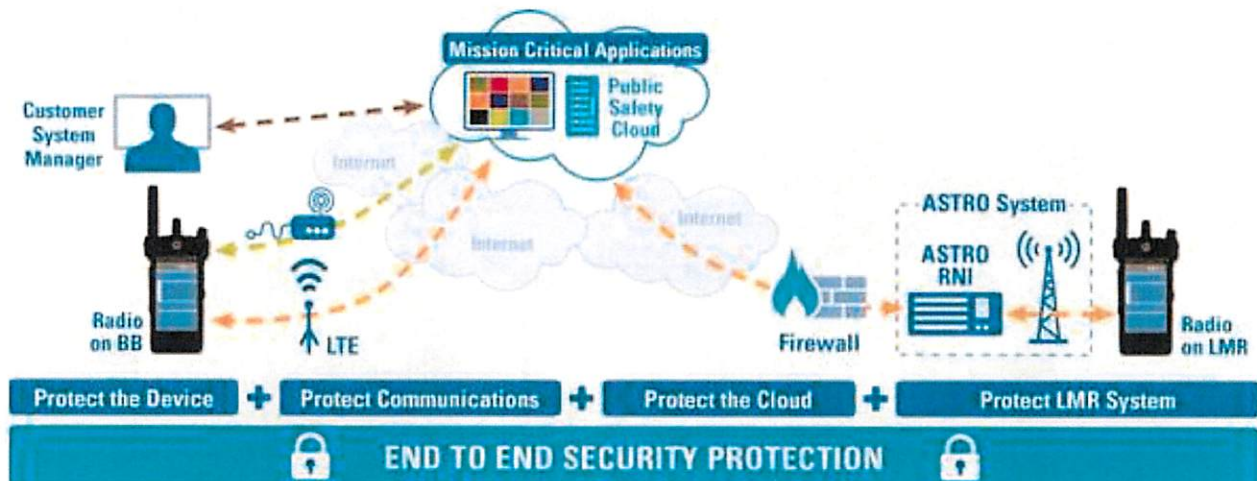 Mission Critical Applications
Public
Safety
Cloud
Customer
System
Manager
Internet
Internet
Internet
ASTRO System
ASTRO
RNI
Radio
on BB
LTE
Firewall
Radio
on LMR
Protect the Device + Protect Communications + Protect the Cloud + Protect LMR System
END TO END SECURITY PROTECTION